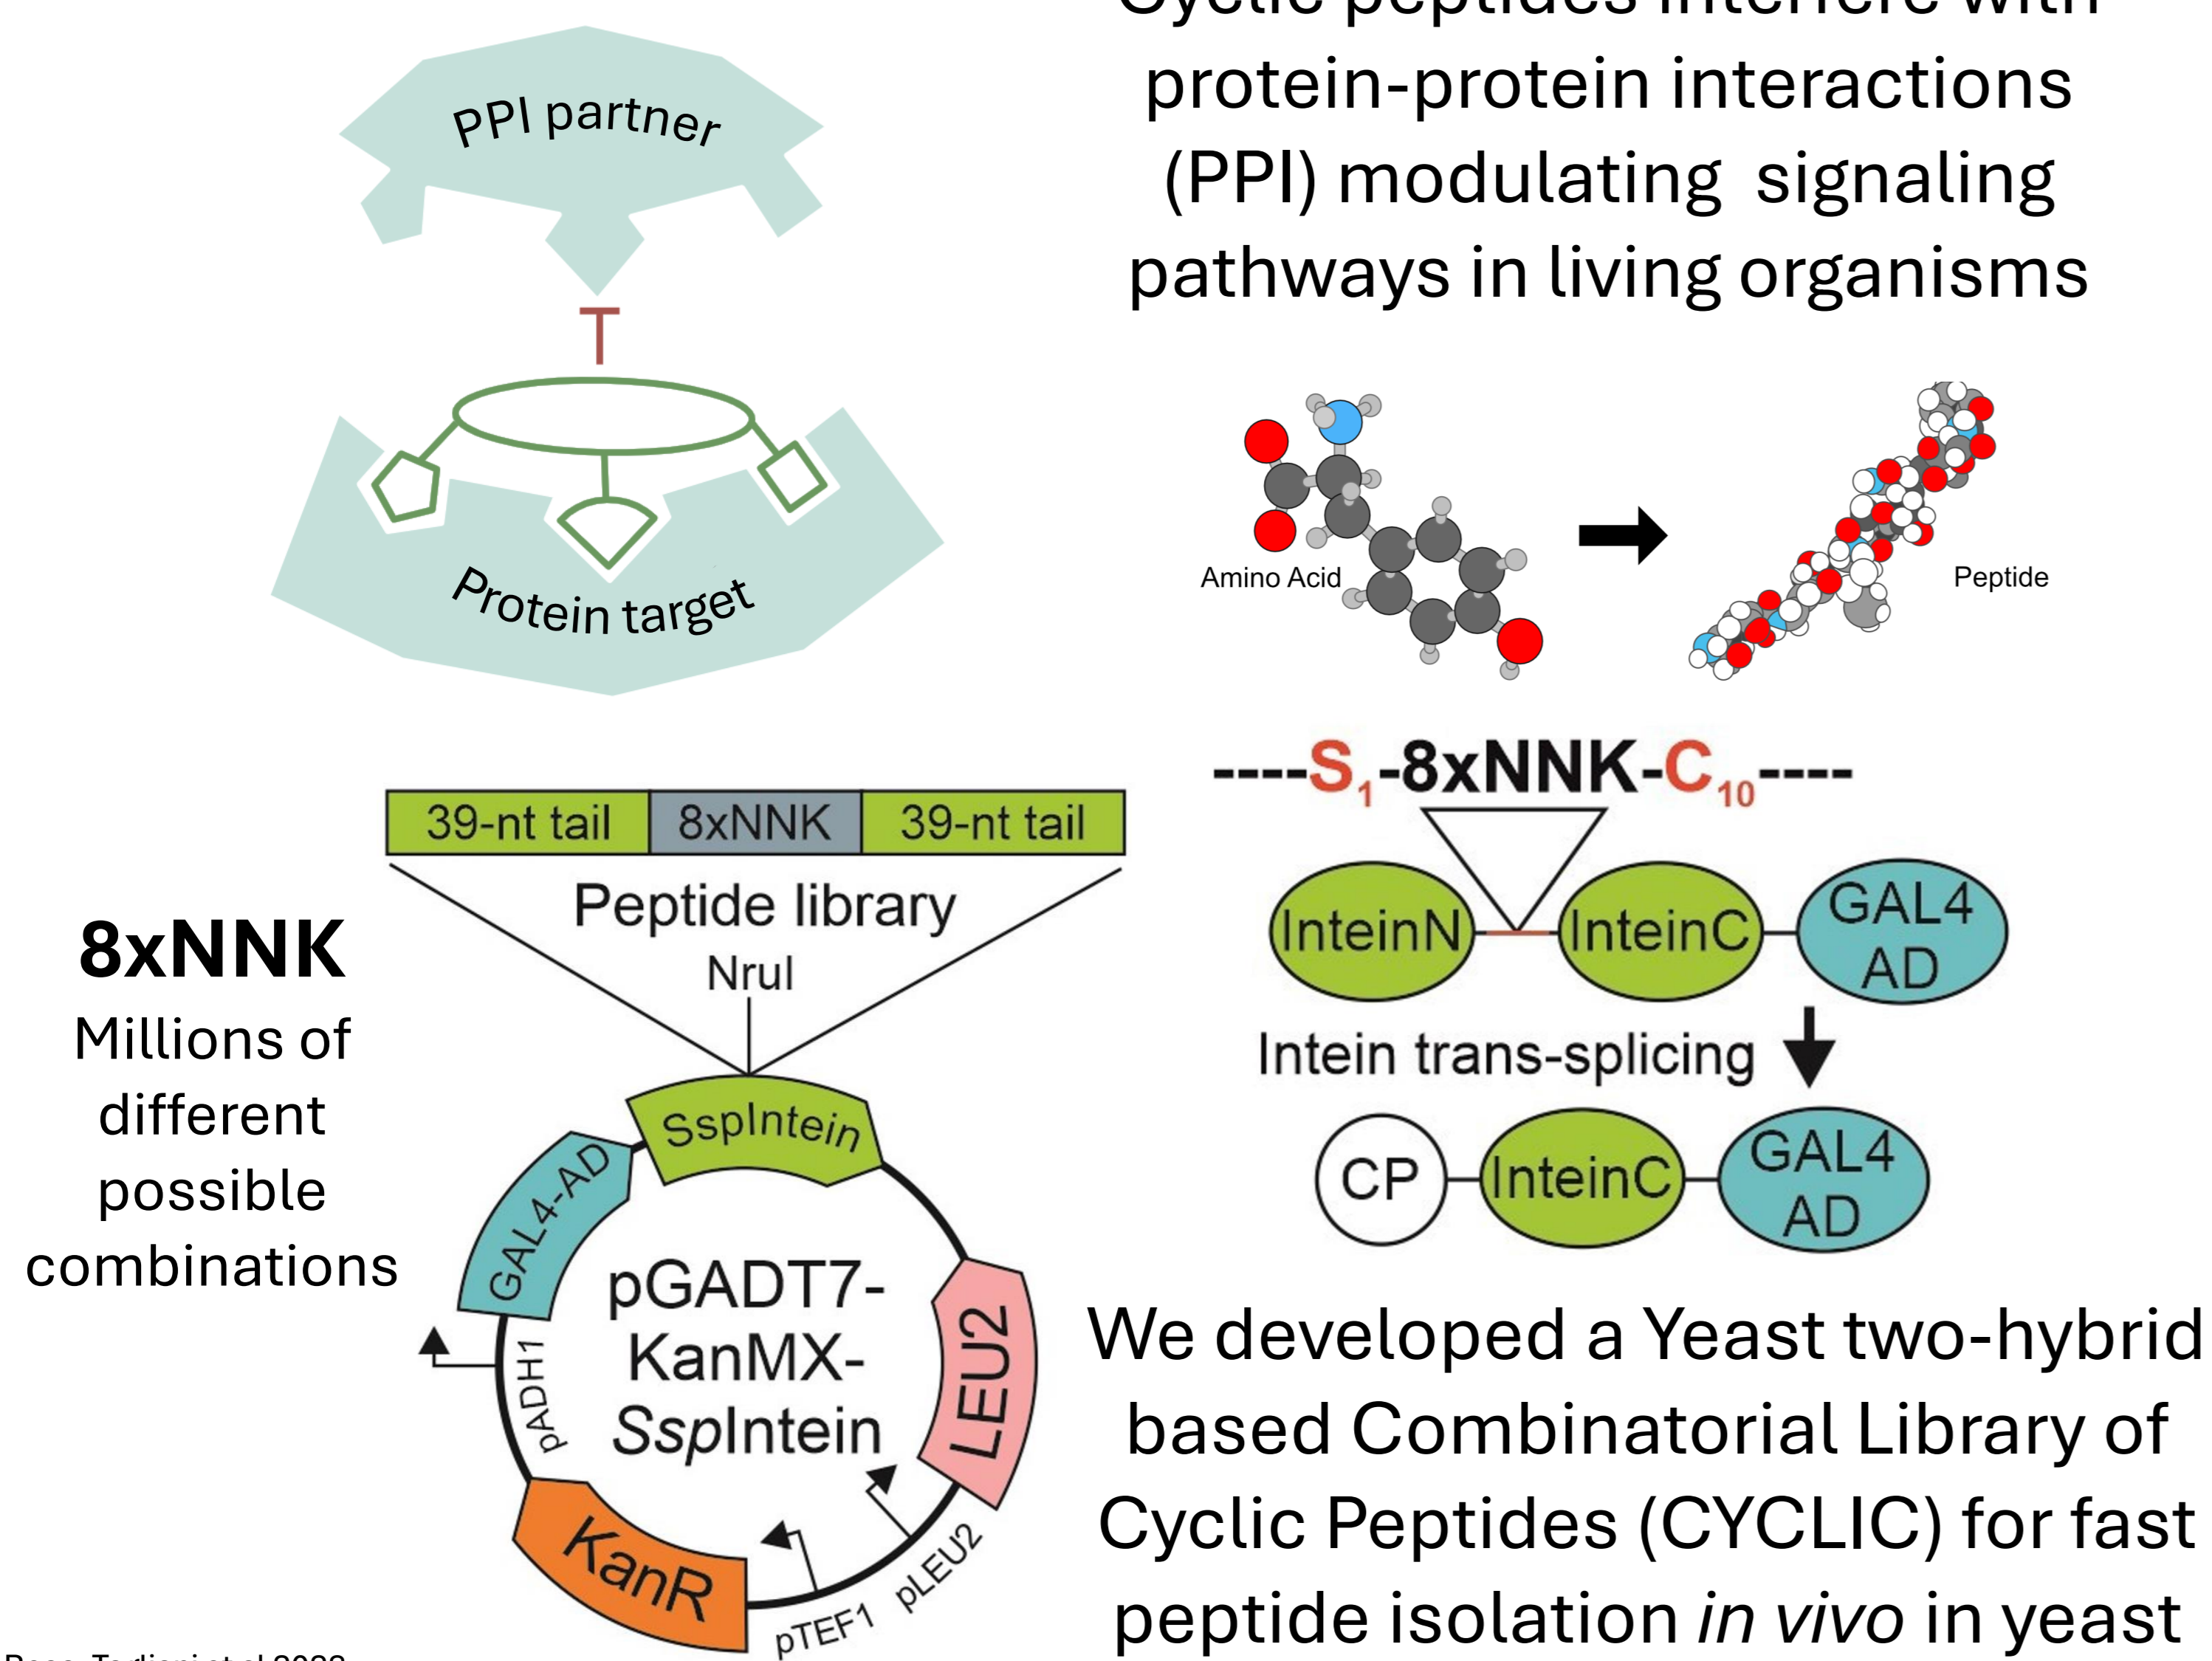 Cyclic peptides interfere with
protein-protein interactions
(PPI) modulating signaling
pathways in living organisms
PPI partner
Protein target
Amino Acid
Peptide
39-nt tail 8xNNK 39-nt tail
Peptide library
NruI
8xNNK
Millions of
different
possible
combinations
SspIntein
GAL4-AD
pADH1
pGADT7-
KanMX-
SspIntein
LEU2
pLEU2
pTEF1
KanR
----S1-8xNNK-C10----
InteinN InteinC GAL4
AD
Intein trans-splicing
CP InteinC GAL4
AD
We developed a Yeast two-hybrid
based Combinatorial Library of
Cyclic Peptides (CYCLIC) for fast
peptide isolation in vivo in yeast